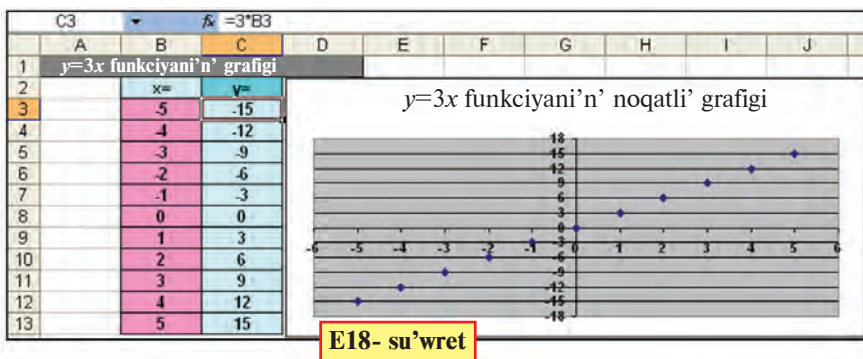 C3 fx =3*B3
A B C D E F G H I J
1 y=3x funkciyani'n' grafigi
2 x= y=
3 -5 -15
4 -4 -12
5 -3 -9
6 -2 -6
7 -1 -3
8 0 0
9 1 3
10 2 6
11 3 9
12 4 12
13 5 15
y=3x funkciyani'n' noqatli' grafigi
18
15
12
9
6
3
0
-6 -5 -4 -3 -2 -1 0 1 2 3 4 5 6
-3
-6
-9
-12
-15
-18
E18- su'wret